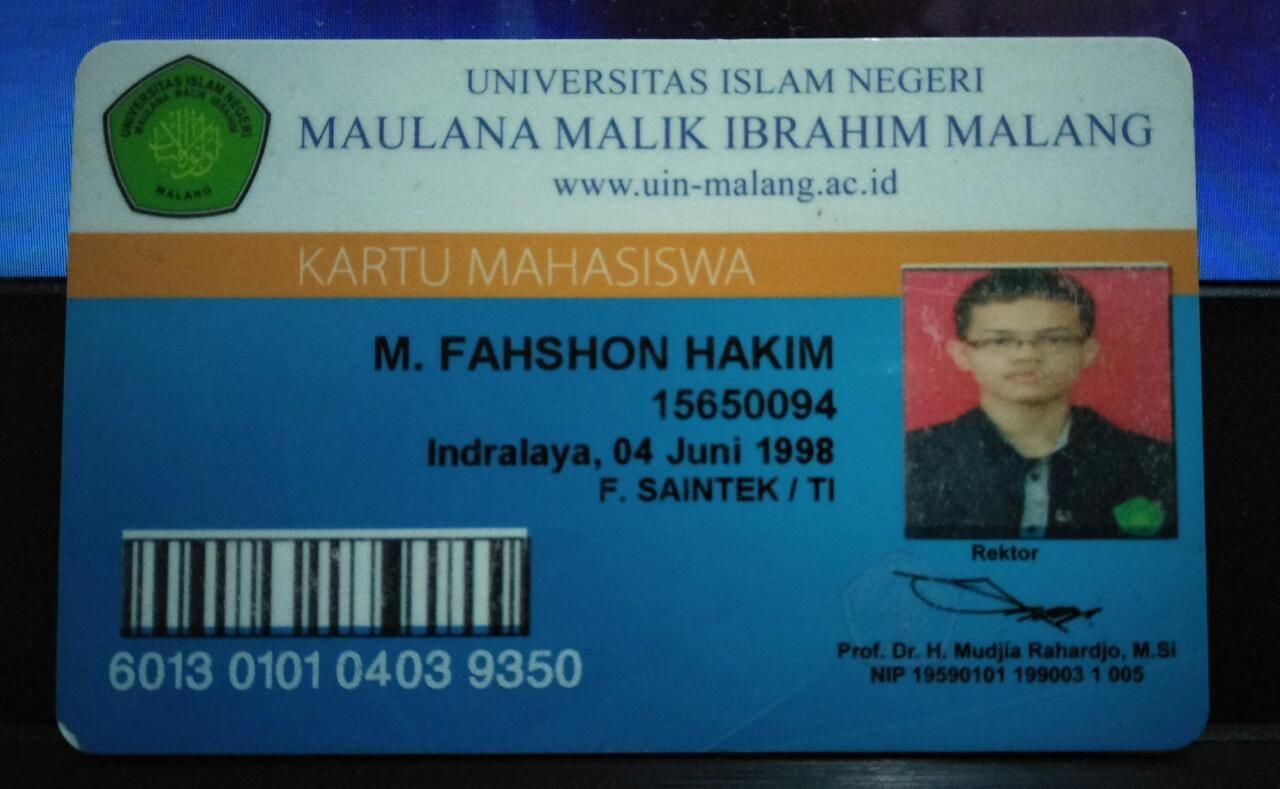 UNIVERSITAS ISLAM NEGERI
MAULANA MALIK IBRAHIM MALANG
www.uin-malang.ac.id
UNIVERSITAS ISLAM NEGERI
MAULANA MALIK IBRAHIM
MALANG
KARTU MAHASISWA
M. FAHSHON HAKIM
15650094
Indralaya, 04 Juni 1998
F. SAINTEK / TI
6013 0101 0403 9350
Rektor
Prof. Dr. H. Mudjia Rahardjo, M.Si
NIP 19590101 199003 1 005